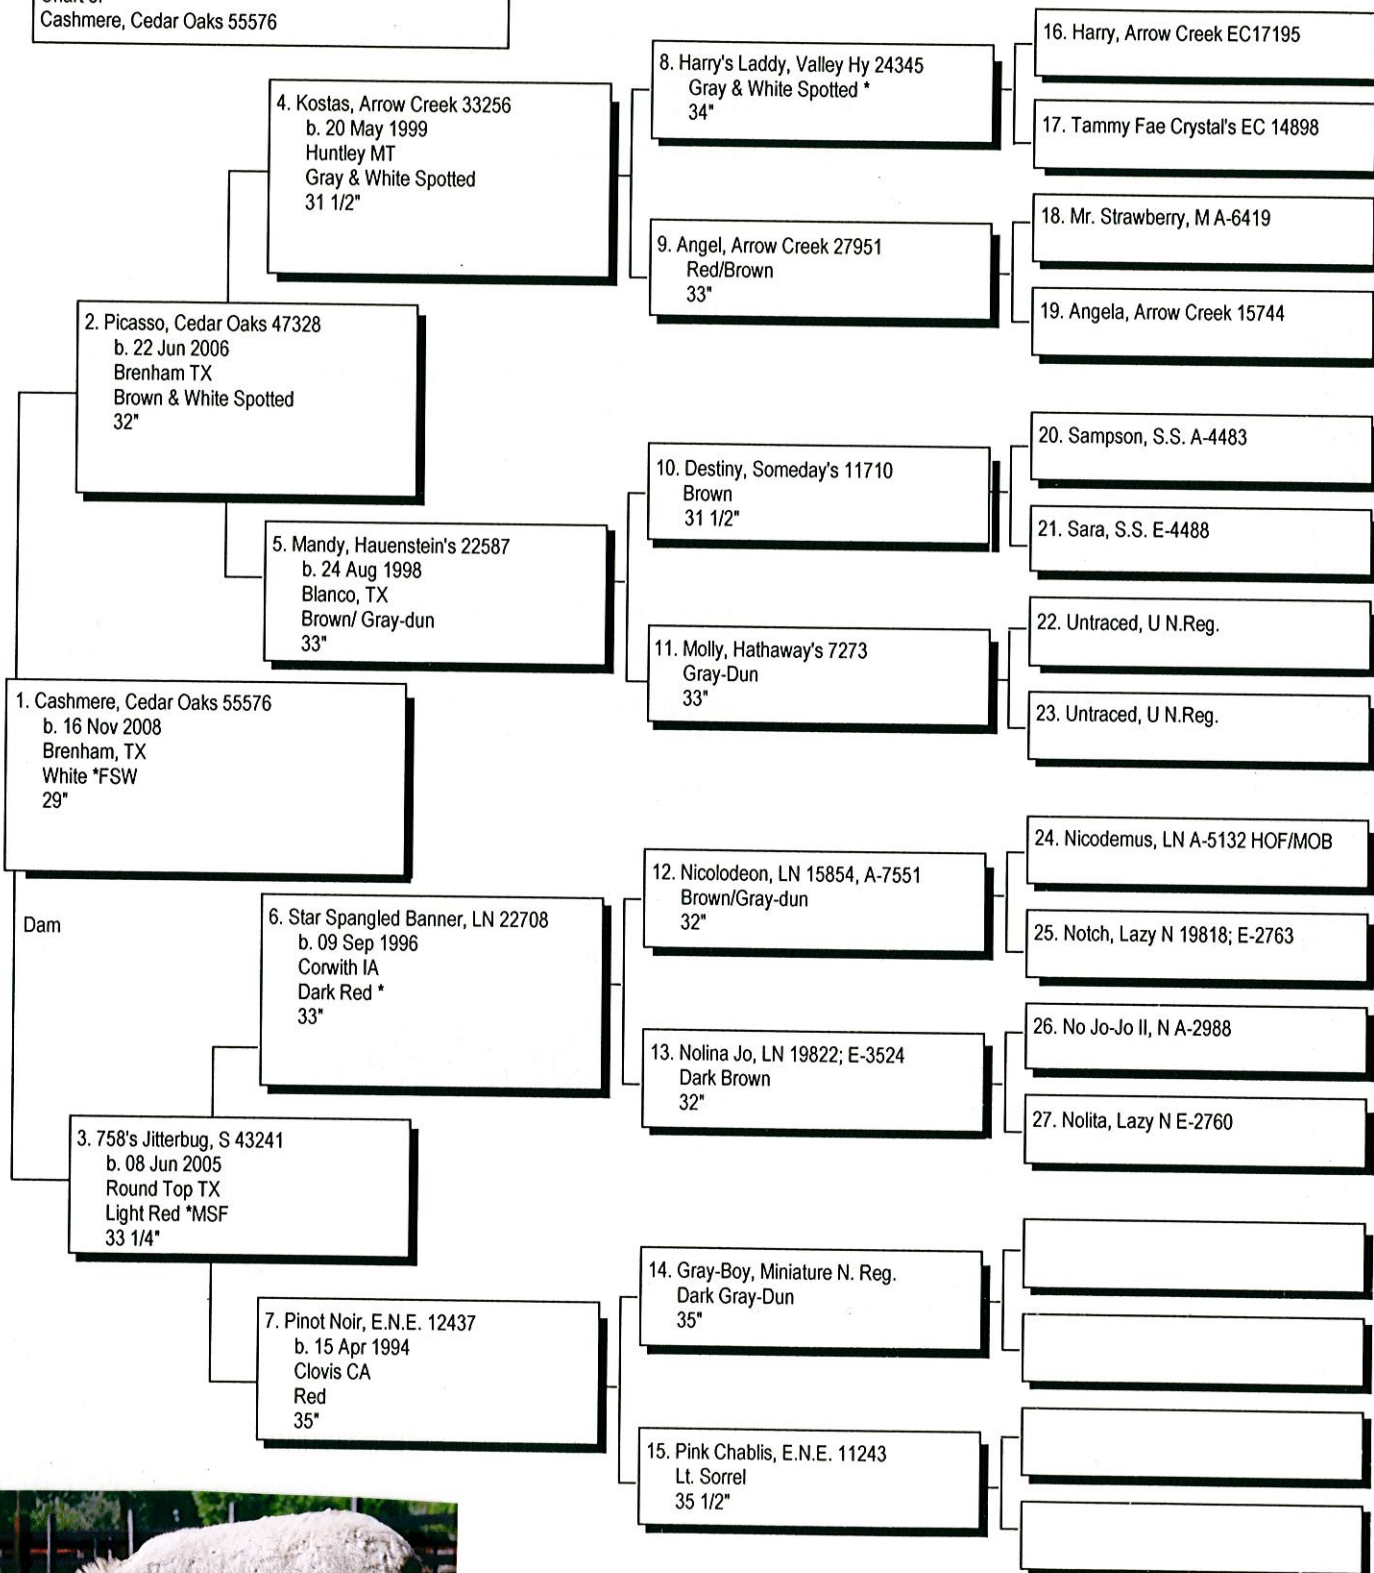 Cashmere, Cedar Oaks 55576
16. Harry, Arrow Creek EC17195
8. Harry's Laddy, Valley Hy 24345
Gray & White Spotted *
34"
4. Kostas, Arrow Creek 33256
b. 20 May 1999
Huntley MT
Gray & White Spotted
31 1/2"
17. Tammy Fae Crystal's EC 14898
18. Mr. Strawberry, M A-6419
9. Angel, Arrow Creek 27951
Red/Brown
33"
19. Angela, Arrow Creek 15744
2. Picasso, Cedar Oaks 47328
b. 22 Jun 2006
Brenham TX
Brown & White Spotted
32"
20. Sampson, S.S. A-4483
10. Destiny, Someday's 11710
Brown
31 1/2"
21. Sara, S.S. E-4488
5. Mandy, Hauenstein's 22587
b. 24 Aug 1998
Blanco, TX
Brown/ Gray-dun
33"
22. Untraced, U N.Reg.
11. Molly, Hathaway's 7273
Gray-Dun
33"
23. Untraced, U N.Reg.
1. Cashmere, Cedar Oaks 55576
b. 16 Nov 2008
Brenham, TX
White *FSW
29"
24. Nicodemus, LN A-5132 HOF/MOB
12. Nicolodeon, LN 15854, A-7551
Brown/Gray-dun
32"
25. Notch, Lazy N 19818; E-2763
Dam
6. Star Spangled Banner, LN 22708
b. 09 Sep 1996
Corwith IA
Dark Red *
33"
26. No Jo-Jo II, N A-2988
13. Nolina Jo, LN 19822; E-3524
Dark Brown
32"
27. Nolita, Lazy N E-2760
3. 758's Jitterbug, S 43241
b. 08 Jun 2005
Round Top TX
Light Red *MSF
33 1/4"
14. Gray-Boy, Miniature N. Reg.
Dark Gray-Dun
35"
7. Pinot Noir, E.N.E. 12437
b. 15 Apr 1994
Clovis CA
Red
35"
15. Pink Chablis, E.N.E. 11243
Lt. Sorrel
35 1/2"